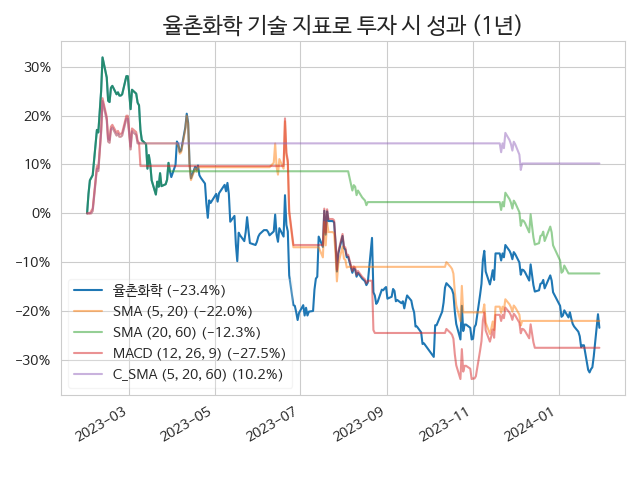 율촌화학 기술 지표로 투자 시 성과 (1년)
30%
20%
10%
0%
−10%
−20%
−30%
율촌화학 (−23.4%)
SMA (5, 20) (−22.0%)
SMA (20, 60) (−12.3%)
MACD (12, 26, 9) (−27.5%)
C_SMA (5, 20, 60) (10.2%)
2023−03
2023−05
2023−07
2023−09
2023−11
2024−01